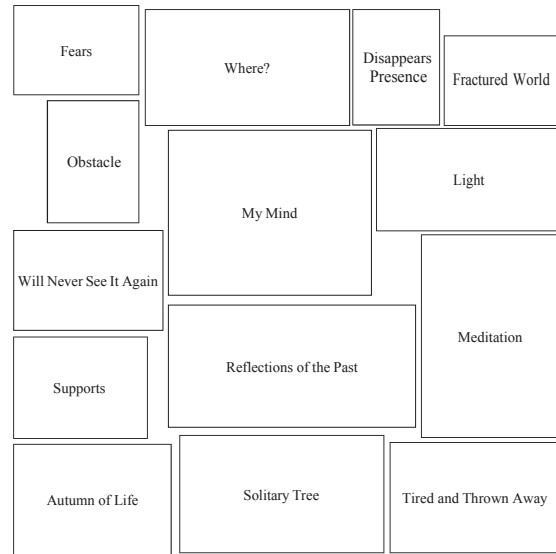 Fears
Where?
Disappears
Presence
Fractured World
Obstacle
My Mind
Light
Will Never See It Again
Meditation
Reflections of the Past
Supports
Autumn of Life
Solitary Tree
Tired and Thrown Away